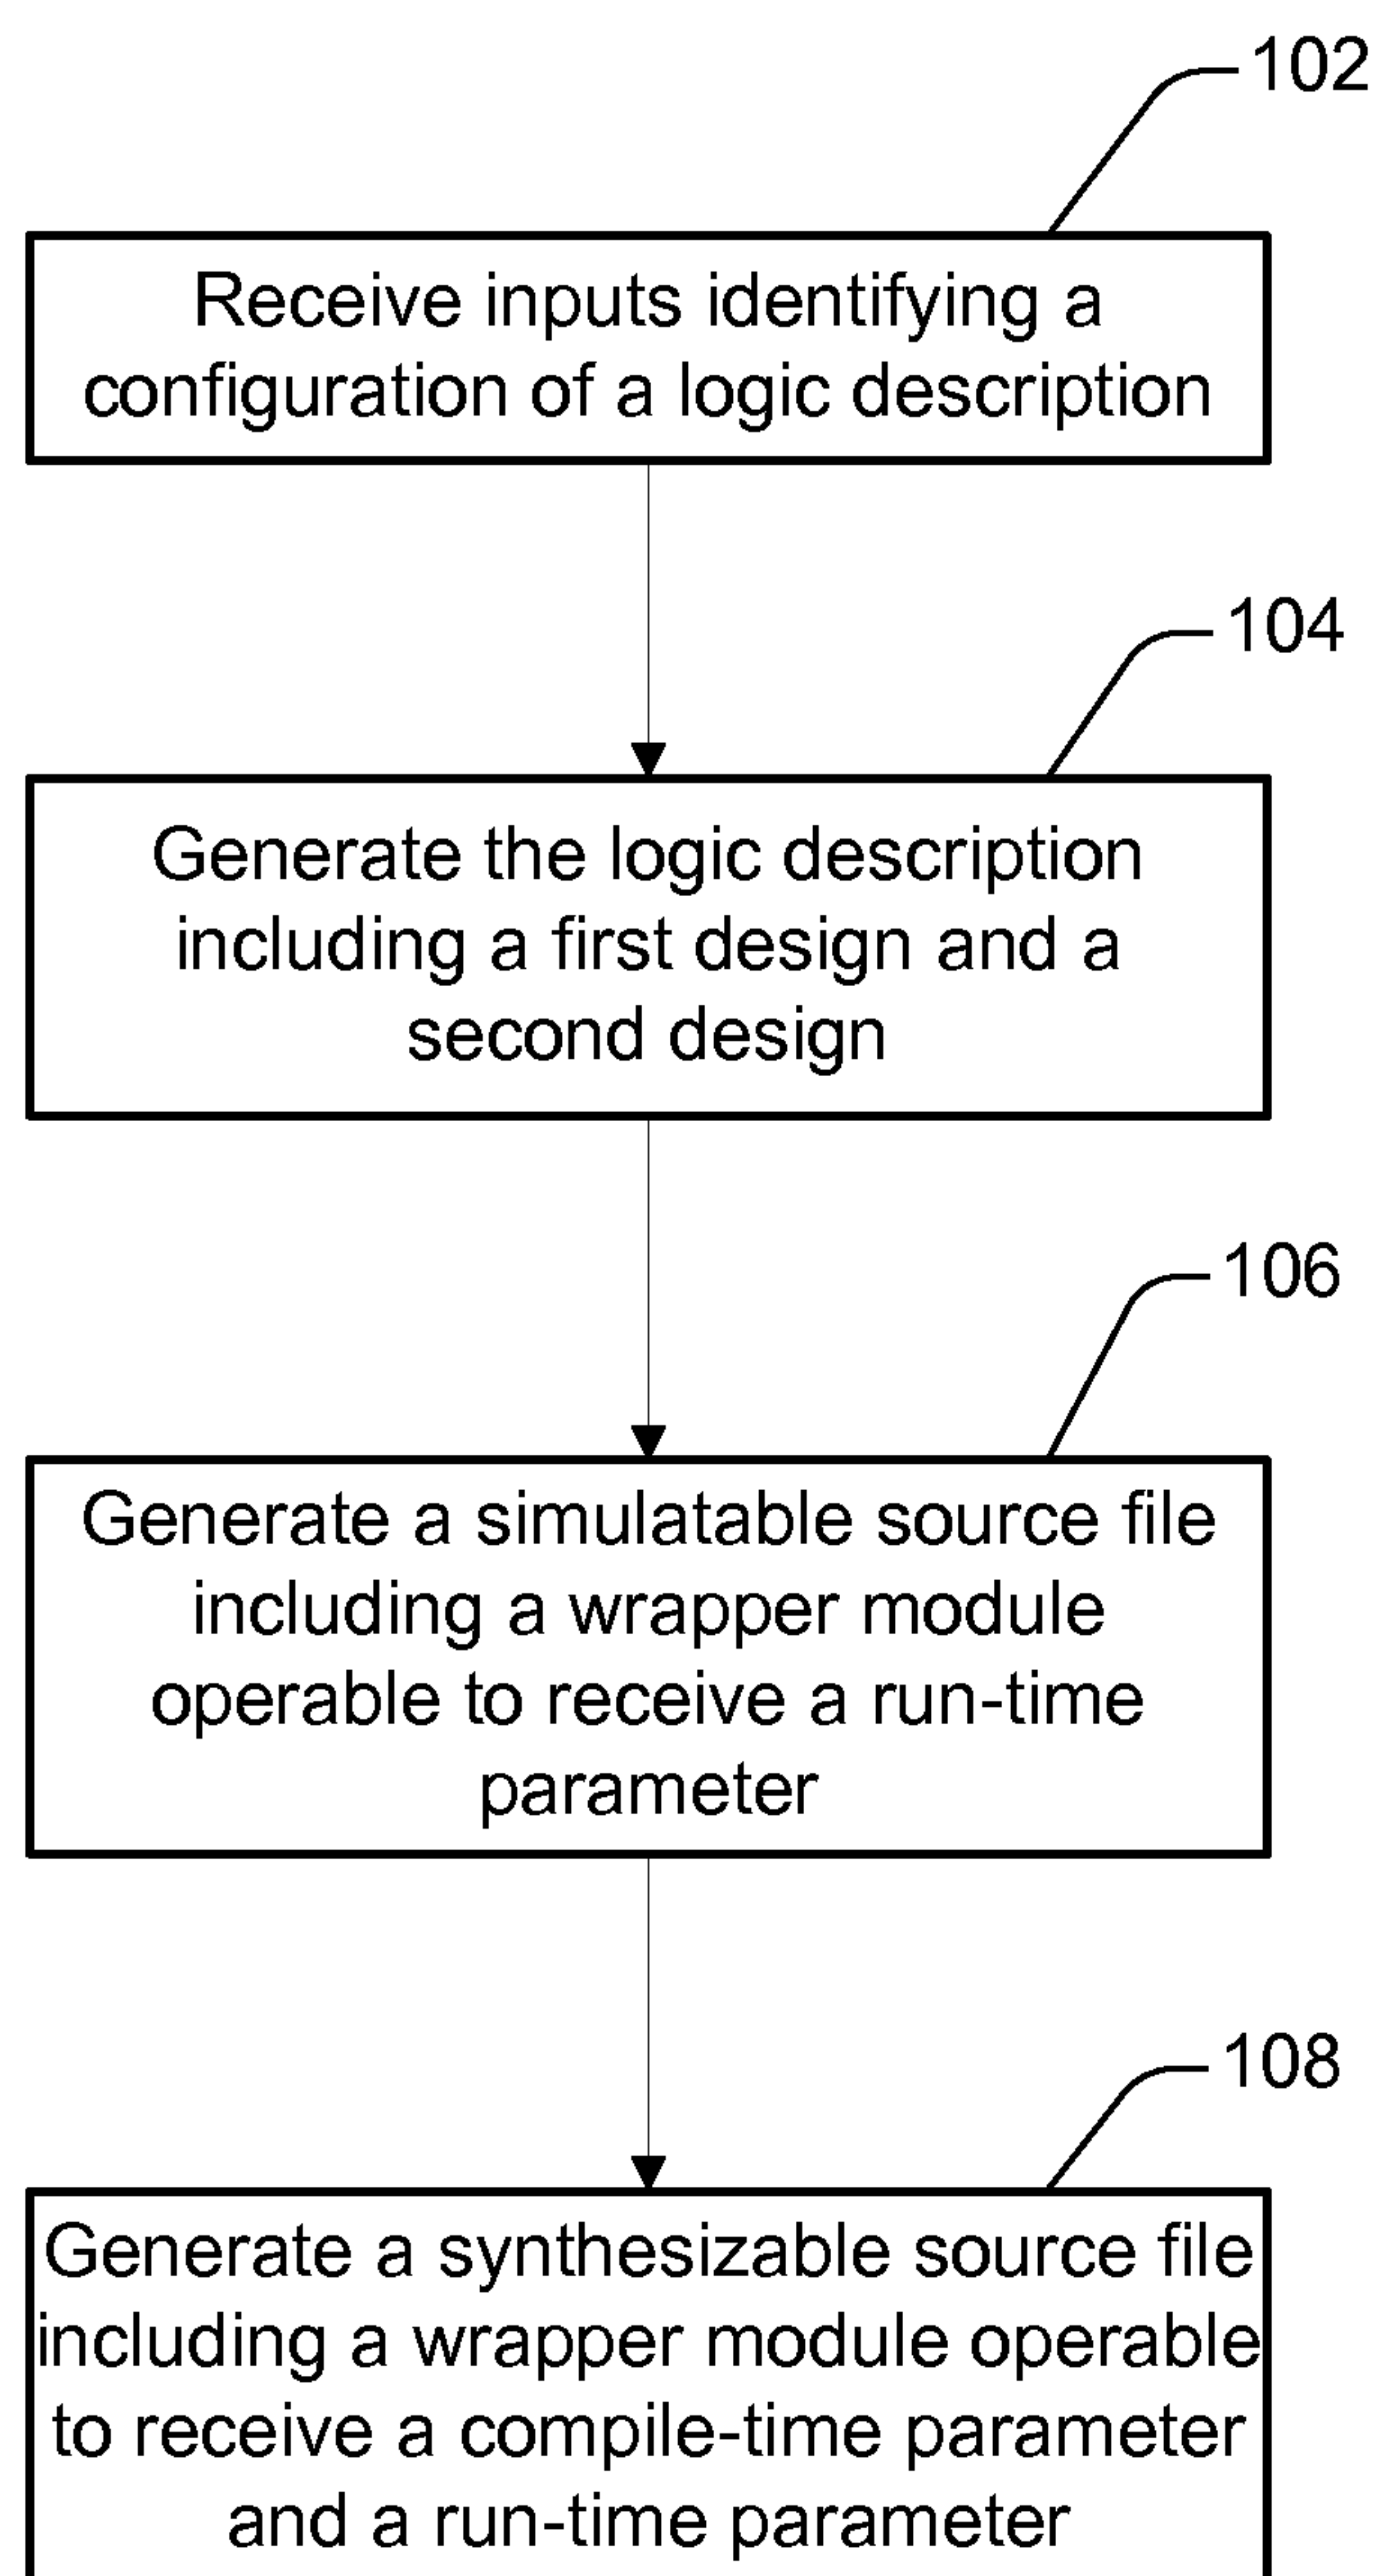 102
Receive inputs identifying a
configuration of a logic description
104
Generate the logic description
including a first design and a
second design
106
Generate a simulatable source file
including a wrapper module
operable to receive a run-time
parameter
108
Generate a synthesizable source file
including a wrapper module operable
to receive a compile-time parameter
and a run-time parameter